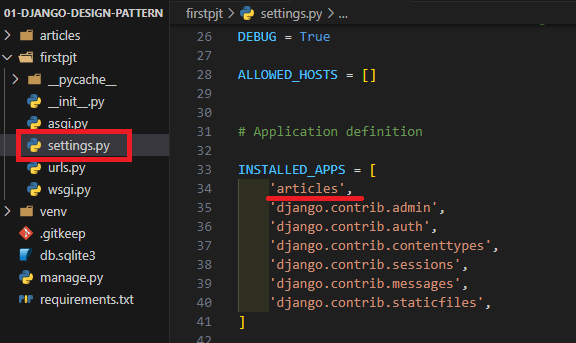 01-DJANGO-DESIGN-PATTERN
articles
firstpjt
__pycache__
__init__.py
asgi.py
settings.py
urls.py
wsgi.py
venv
.gitkeep
db.sqlite3
manage.py
requirements.txt
firstpjt > settings.py > ...
26 DEBUG = True
27
28 ALLOWED_HOSTS = []
29
30
31 # Application definition
32
33 INSTALLED_APPS = [
34 'articles',
35 'django.contrib.admin',
36 'django.contrib.auth',
37 'django.contrib.contenttypes',
38 'django.contrib.sessions',
39 'django.contrib.messages',
40 'django.contrib.staticfiles',
41 ]